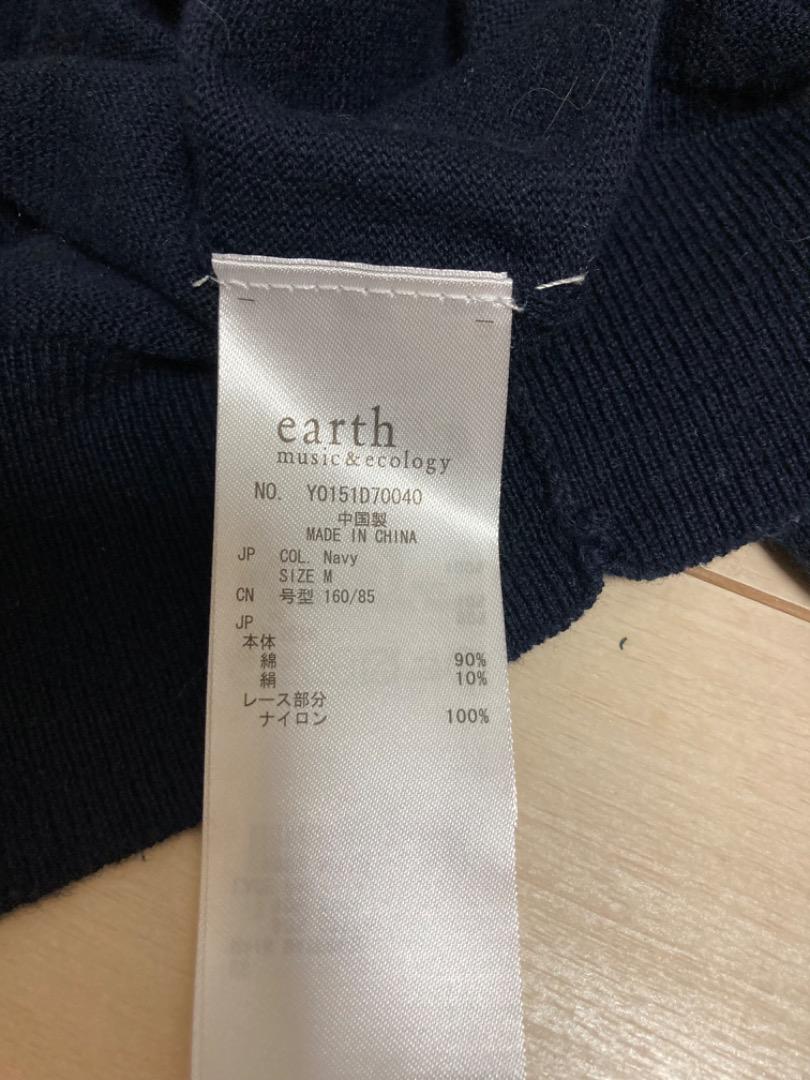 earth
music&ecology
NO. Y0151D70040
中国製
MADE IN CHINA
JP COL. Navy
SIZE M
CN 号型 160/85
JP
本体
綿 90%
絹 10%
レース部分
ナイロン 100%